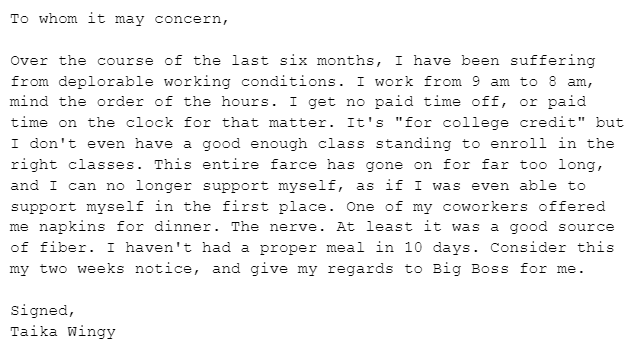 To whom it may concern,

Over the course of the last six months, I have been suffering
from deplorable working conditions. I work from 9 am to 8 am,
mind the order of the hours. I get no paid time off, or paid
time on the clock for that matter. It's "for college credit" but
I don't even have a good enough class standing to enroll in the
right classes. This entire farce has gone on for far too long,
and I can no longer support myself, as if I was even able to
support myself in the first place. One of my coworkers offered
me napkins for dinner. The nerve. At least it was a good source
of fiber. I haven't had a proper meal in 10 days. Consider this
my two weeks notice, and give my regards to Big Boss for me.

Signed,
Taika Wingy